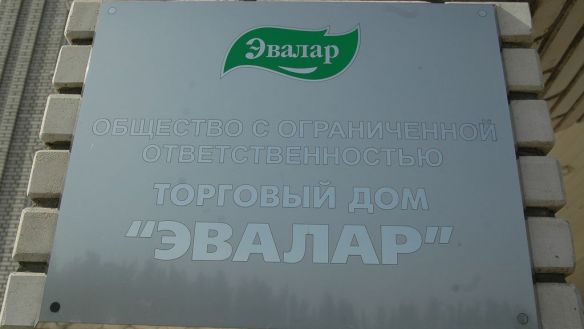 Эвалар
ОБЩЕСТВО С ОГРАНИЧЕННОЙ
ОТВЕТСТВЕННОСТЬЮ
ТОРГОВЫЙ ДОМ
"ЭВАЛАР"